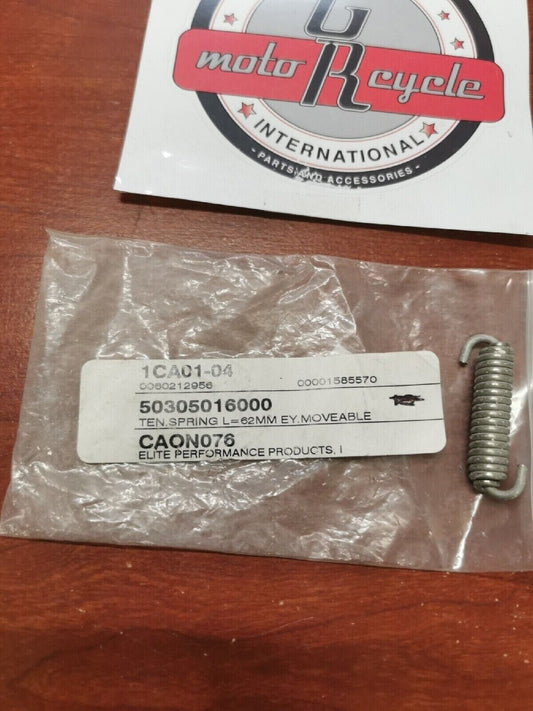 GR
moto cycle
INTERNATIONAL
- PARTS AND ACCESSORIES -
1CA01-04
0060212956 00001585570
50305016000
TEN.SPRING L=62MM EY.MOVEABLE
CAON076
ELITE PERFORMANCE PRODUCTS, I